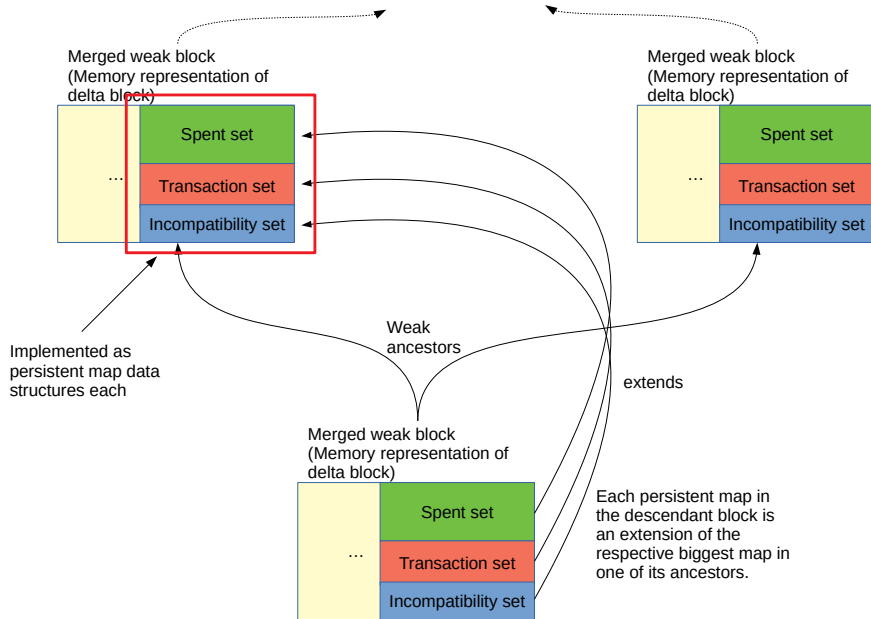 Merged weak block
(Memory representation of
delta block)
Merged weak block
(Memory representation of
delta block)
Spent set
...
Transaction set
Incompatibility set
Spent set
...
Transaction set
Incompatibility set
Weak
ancestors
Implemented as
persistent map data
structures each
extends
Merged weak block
(Memory representation of
delta block)
Spent set
...
Transaction set
Incompatibility set
Each persistent map in
the descendant block is
an extension of the
respective biggest map in
one of its ancestors.